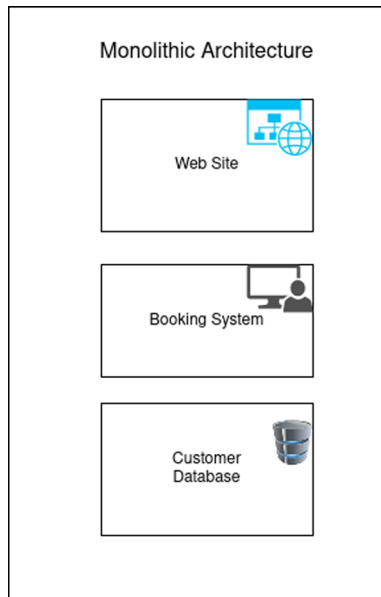 Monolithic Architecture
Web Site
Booking System
Customer
Database